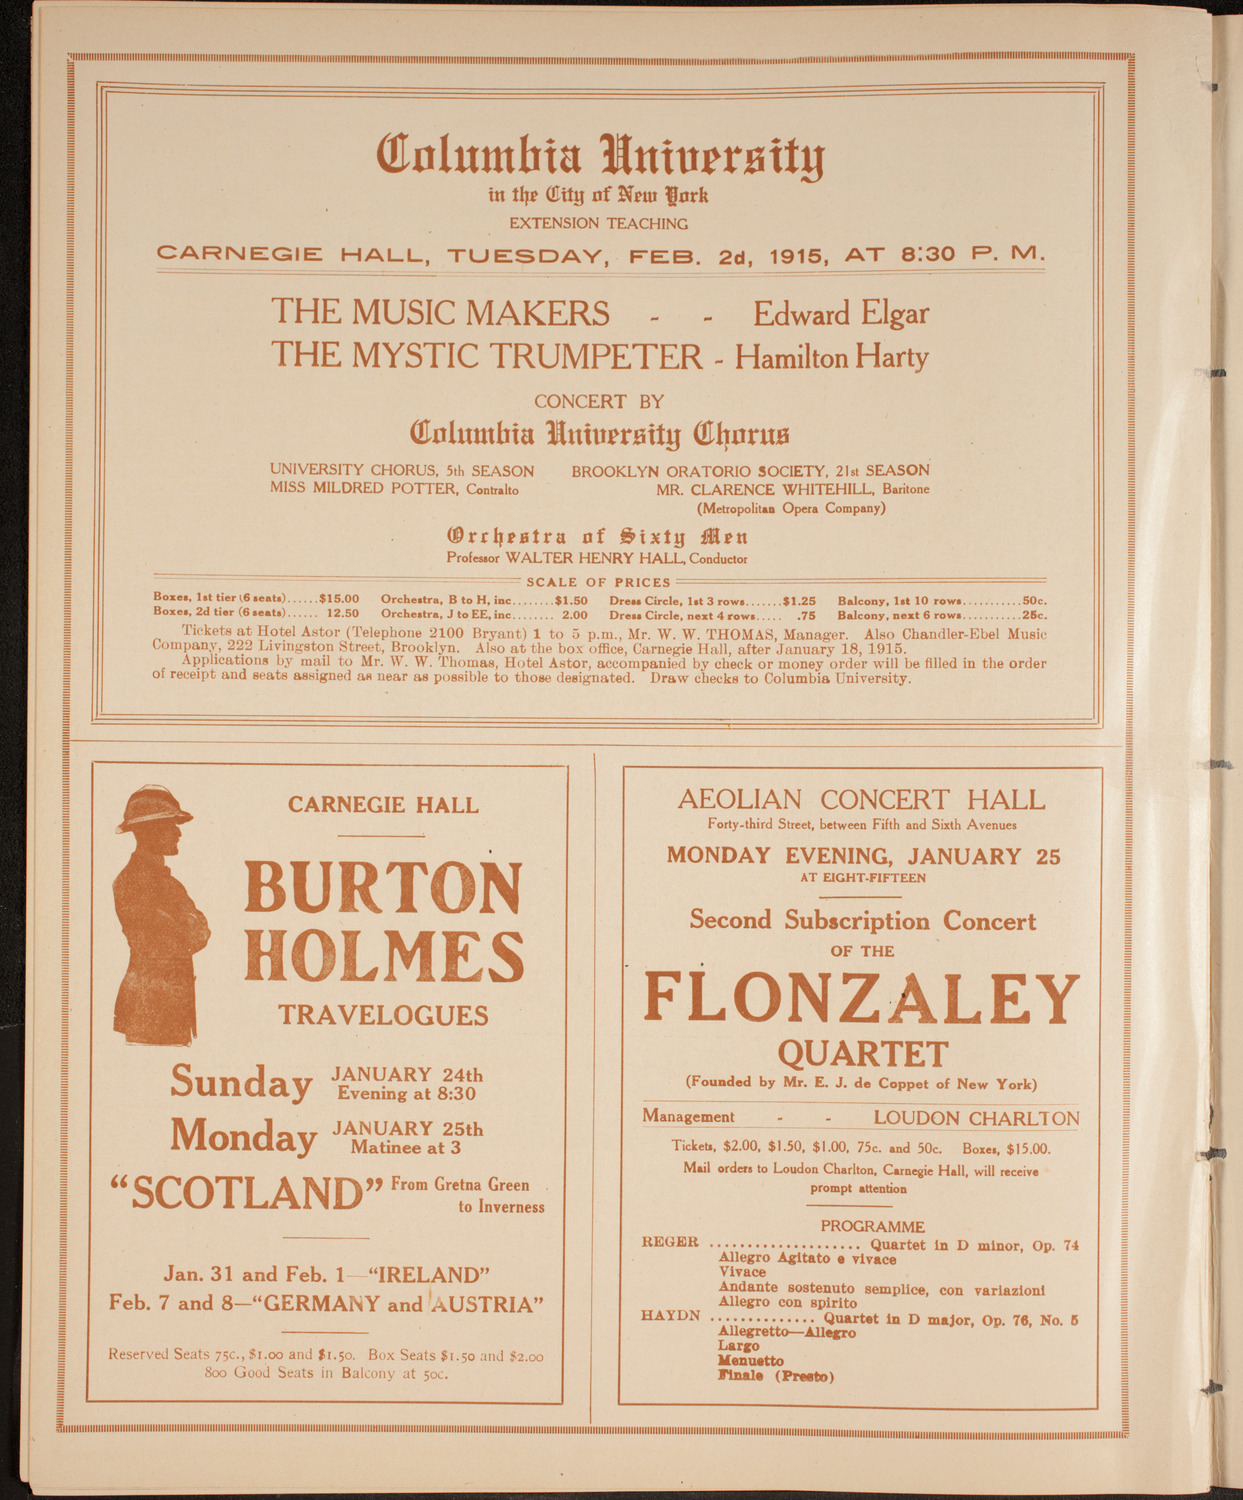 Columbia University
in the City of New York
EXTENSION TEACHING
CARNEGIE HALL, TUESDAY, FEB. 2d, 1915, AT 8:30 P. M.
THE MUSIC MAKERS - - Edward Elgar
THE MYSTIC TRUMPETER - Hamilton Harty
CONCERT BY
Columbia University Chorus
UNIVERSITY CHORUS, 5th SEASON BROOKLYN ORATORIO SOCIETY, 21st SEASON
MISS MILDRED POTTER, Contralto MR. CLARENCE WHITEHILL, Baritone
(Metropolitan Opera Company)
Orchestra of Sixty Men
Professor WALTER HENRY HALL, Conductor
SCALE OF PRICES
Boxes, 1st tier (6 seats)......$15.00 Orchestra, B to H, inc........$1.50 Dress Circle, 1st 3 rows.......$1.25 Balcony, 1st 10 rows...........50c.
Boxes, 2d tier (6 seats)...... 12.50 Orchestra, J to EE, inc........ 2.00 Dress Circle, next 4 rows..... .75 Balcony, next 6 rows...........25c.
Tickets at Hotel Astor (Telephone 2100 Bryant) 1 to 5 p.m., Mr. W. W. THOMAS, Manager. Also Chandler-Ebel Music
Company, 222 Livingston Street, Brooklyn. Also at the box office, Carnegie Hall, after January 18, 1915.
Applications by mail to Mr. W. W. Thomas, Hotel Astor, accompanied by check or money order will be filled in the order
of receipt and seats assigned as near as possible to those designated. Draw checks to Columbia University.
CARNEGIE HALL
BURTON
HOLMES
TRAVELOGUES
Sunday JANUARY 24th
Evening at 8:30
Monday JANUARY 25th
Matinee at 3
"SCOTLAND" From Gretna Green
to Inverness
Jan. 31 and Feb. 1—"IRELAND"
Feb. 7 and 8—"GERMANY and AUSTRIA"
Reserved Seats 75c., $1.00 and $1.50. Box Seats $1.50 and $2.00
800 Good Seats in Balcony at 50c.
AEOLIAN CONCERT HALL
Forty-third Street, between Fifth and Sixth Avenues
MONDAY EVENING, JANUARY 25
AT EIGHT-FIFTEEN
Second Subscription Concert
OF THE
FLONZALEY
QUARTET
(Founded by Mr. E. J. de Coppet of New York)
Management - - LOUDON CHARLTON
Tickets, $2.00, $1.50, $1.00, 75c. and 50c. Boxes, $15.00.
Mail orders to Loudon Charlton, Carnegie Hall, will receive
prompt attention
PROGRAMME
REGER .................... Quartet in D minor, Op. 74
Allegro Agitato e vivace
Vivace
Andante sostenuto semplice, con variazioni
Allegro con spirito
HAYDN .............. Quartet in D major, Op. 76, No. 5
Allegretto—Allegro
Largo
Menuetto
Finale (Presto)